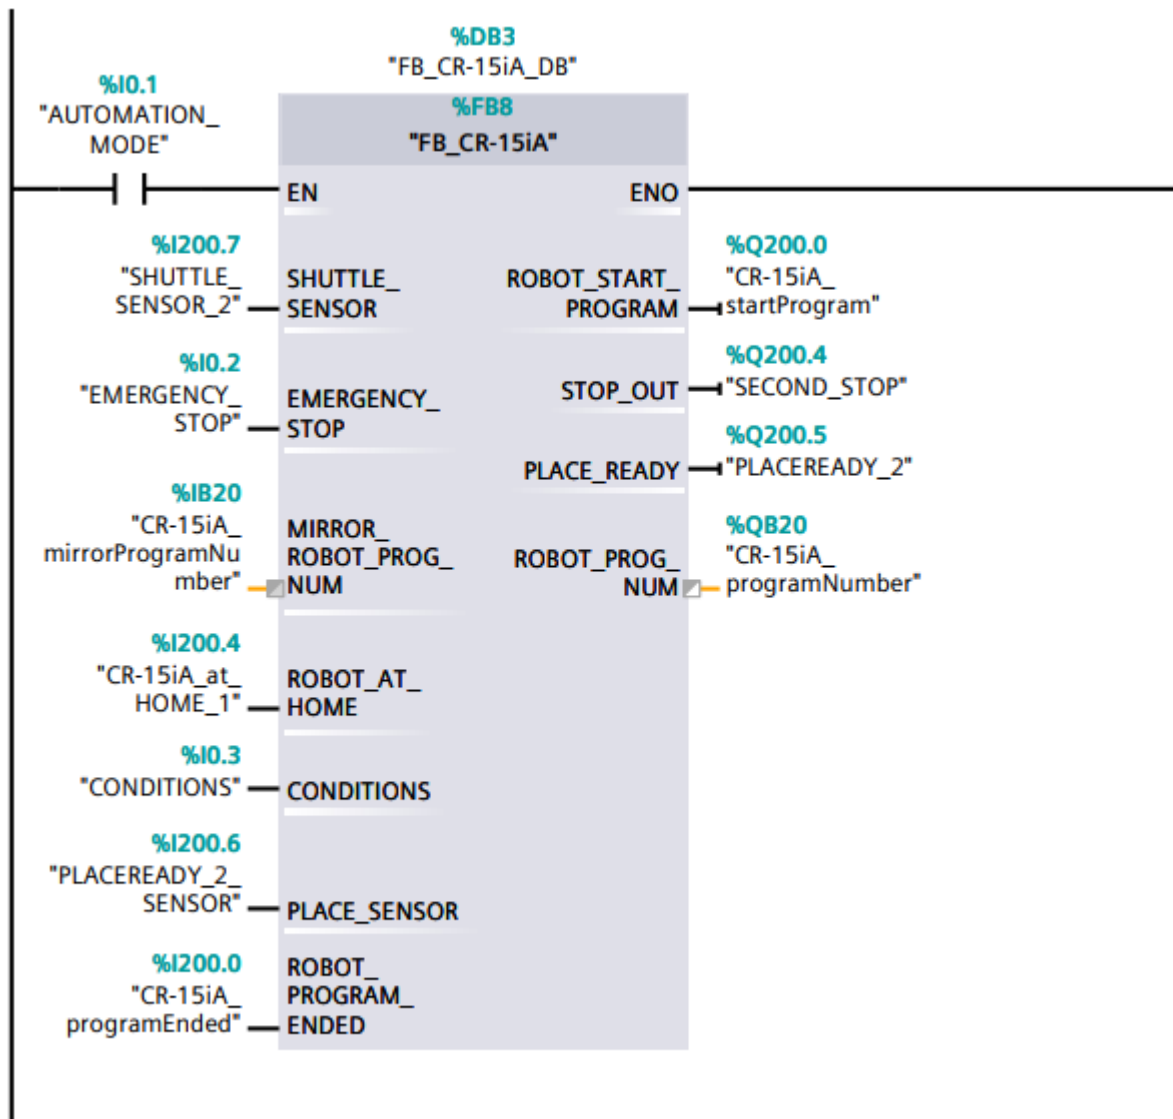 %DB3
"FB_CR-15iA_DB"
%I0.1
"AUTOMATION_
MODE"
%FB8
"FB_CR-15iA"
EN
ENO
%I200.7
"SHUTTLE_
SENSOR_2"
SHUTTLE_
SENSOR
ROBOT_START_
PROGRAM
%Q200.0
"CR-15iA_
startProgram"
%I0.2
"EMERGENCY_
STOP"
EMERGENCY_
STOP
STOP_OUT
%Q200.4
"SECOND_STOP"
PLACE_READY
%Q200.5
"PLACEREADY_2"
%IB20
"CR-15iA_
mirrorProgramNu
mber"
MIRROR_
ROBOT_PROG_
NUM
ROBOT_PROG_
NUM
%QB20
"CR-15iA_
programNumber"
%I200.4
"CR-15iA_at_
HOME_1"
ROBOT_AT_
HOME
%I0.3
"CONDITIONS"
CONDITIONS
%I200.6
"PLACEREADY_2_
SENSOR"
PLACE_SENSOR
%I200.0
"CR-15iA_
programEnded"
ROBOT_
PROGRAM_
ENDED